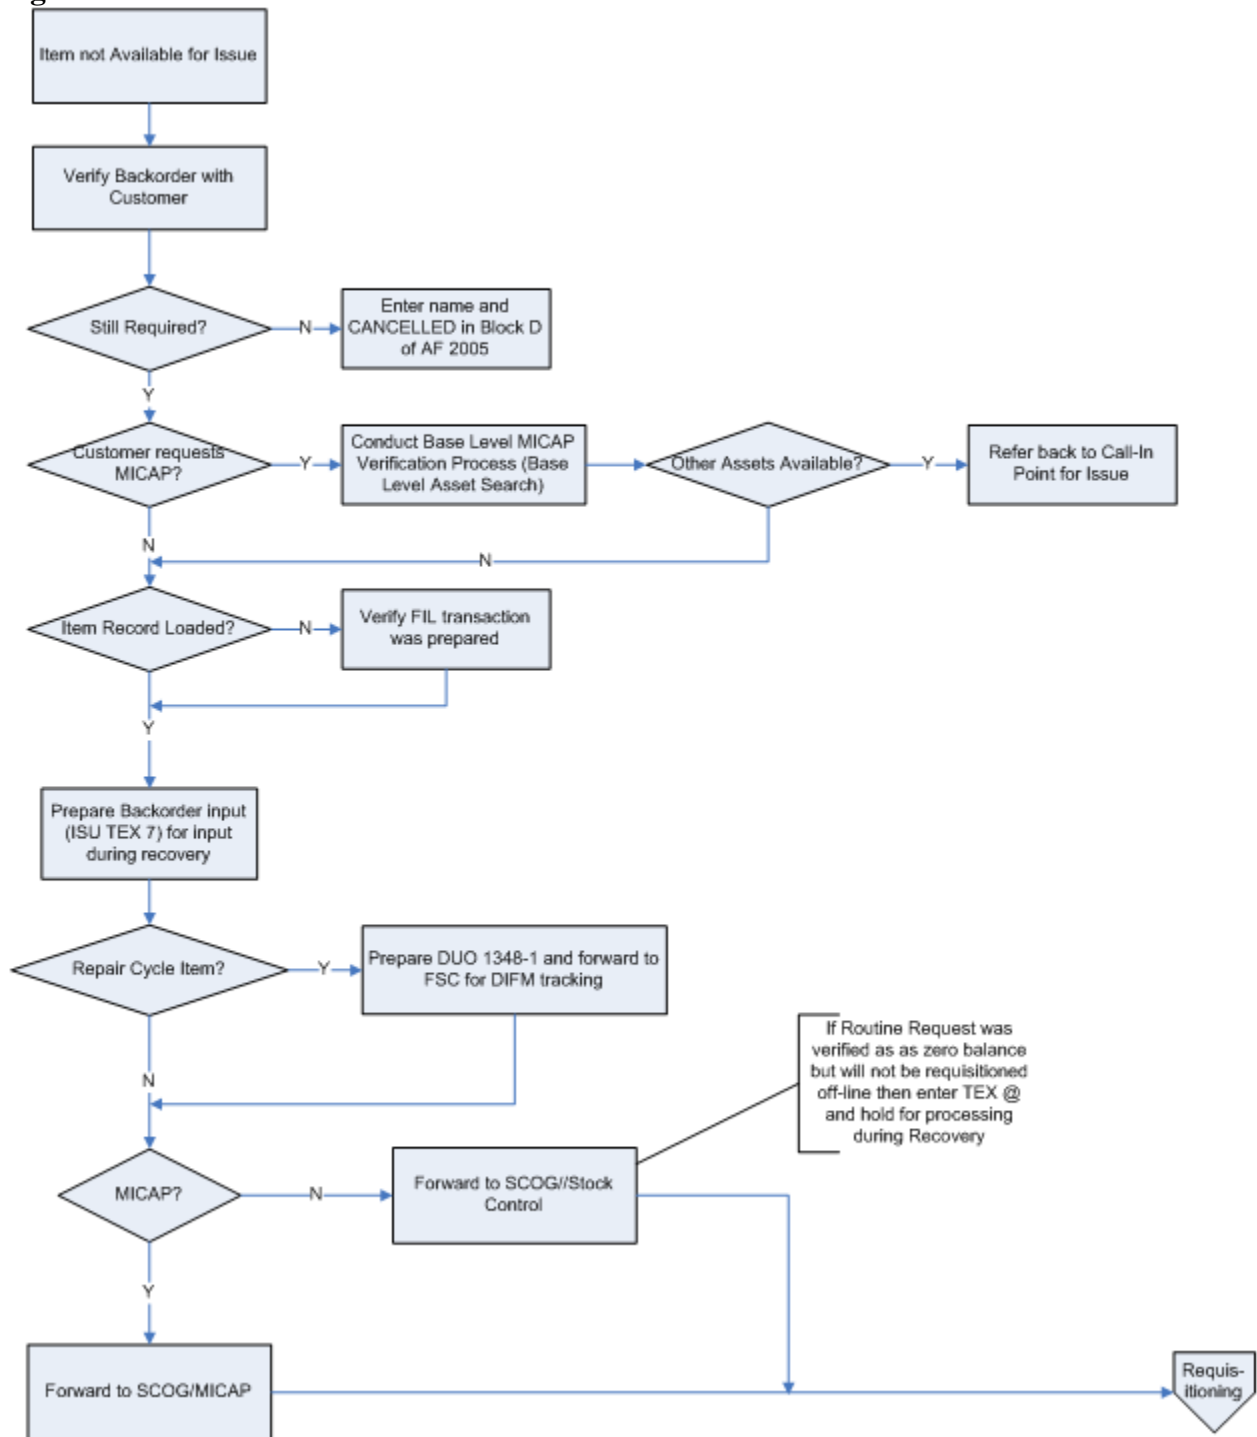 Item not Available for Issue
Verify Backorder with
Customer
Still Required?
N
Enter name and
CANCELLED in Block D
of AF 2005
Y
Customer requests
MICAP?
Y
Conduct Base Level MICAP
Verification Process (Base
Level Asset Search)
Other Assets Available?
Y
Refer back to Call-In
Point for Issue
N
N
Item Record Loaded?
N
Verify FIL transaction
was prepared
Y
Prepare Backorder input
(ISU TEX 7) for input
during recovery
Repair Cycle Item?
Y
Prepare DUO 1348-1 and forward to
FSC for DIFM tracking
If Routine Request was
verified as as zero balance
but will not be requisitioned
off-line then enter TEX @
and hold for processing
during Recovery
N
MICAP?
N
Forward to SCOG//Stock
Control
Y
Forward to SCOG/MICAP
Requis-
itioning